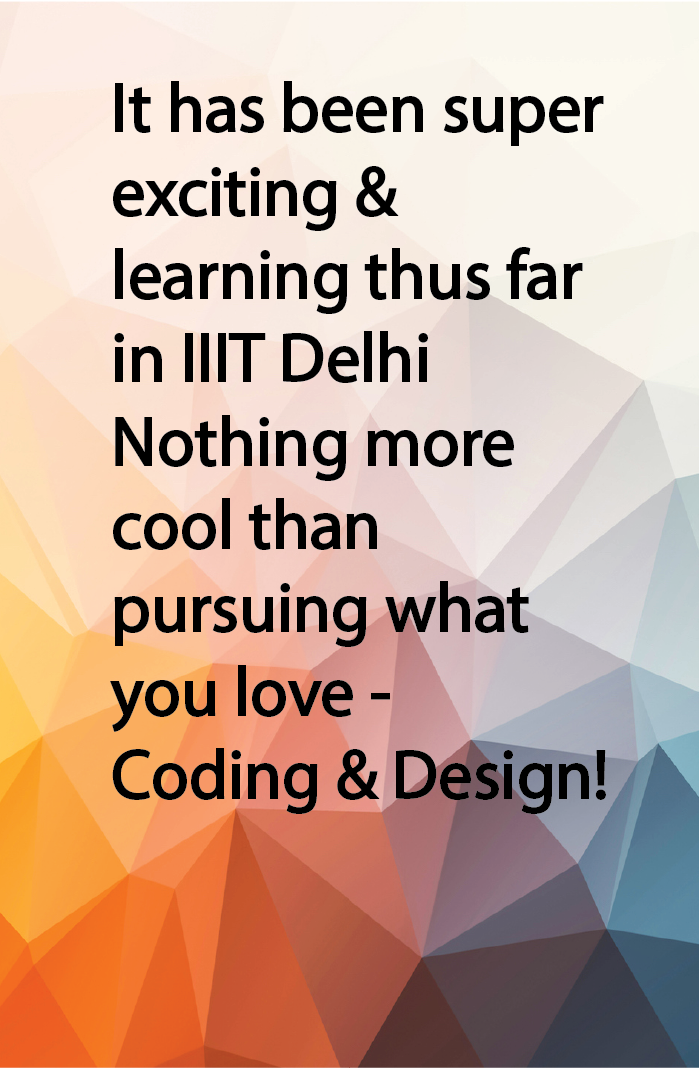 It has been super
exciting &
learning thus far
in IIIT Delhi
Nothing more
cool than
pursuing what
you love -
Coding & Design!